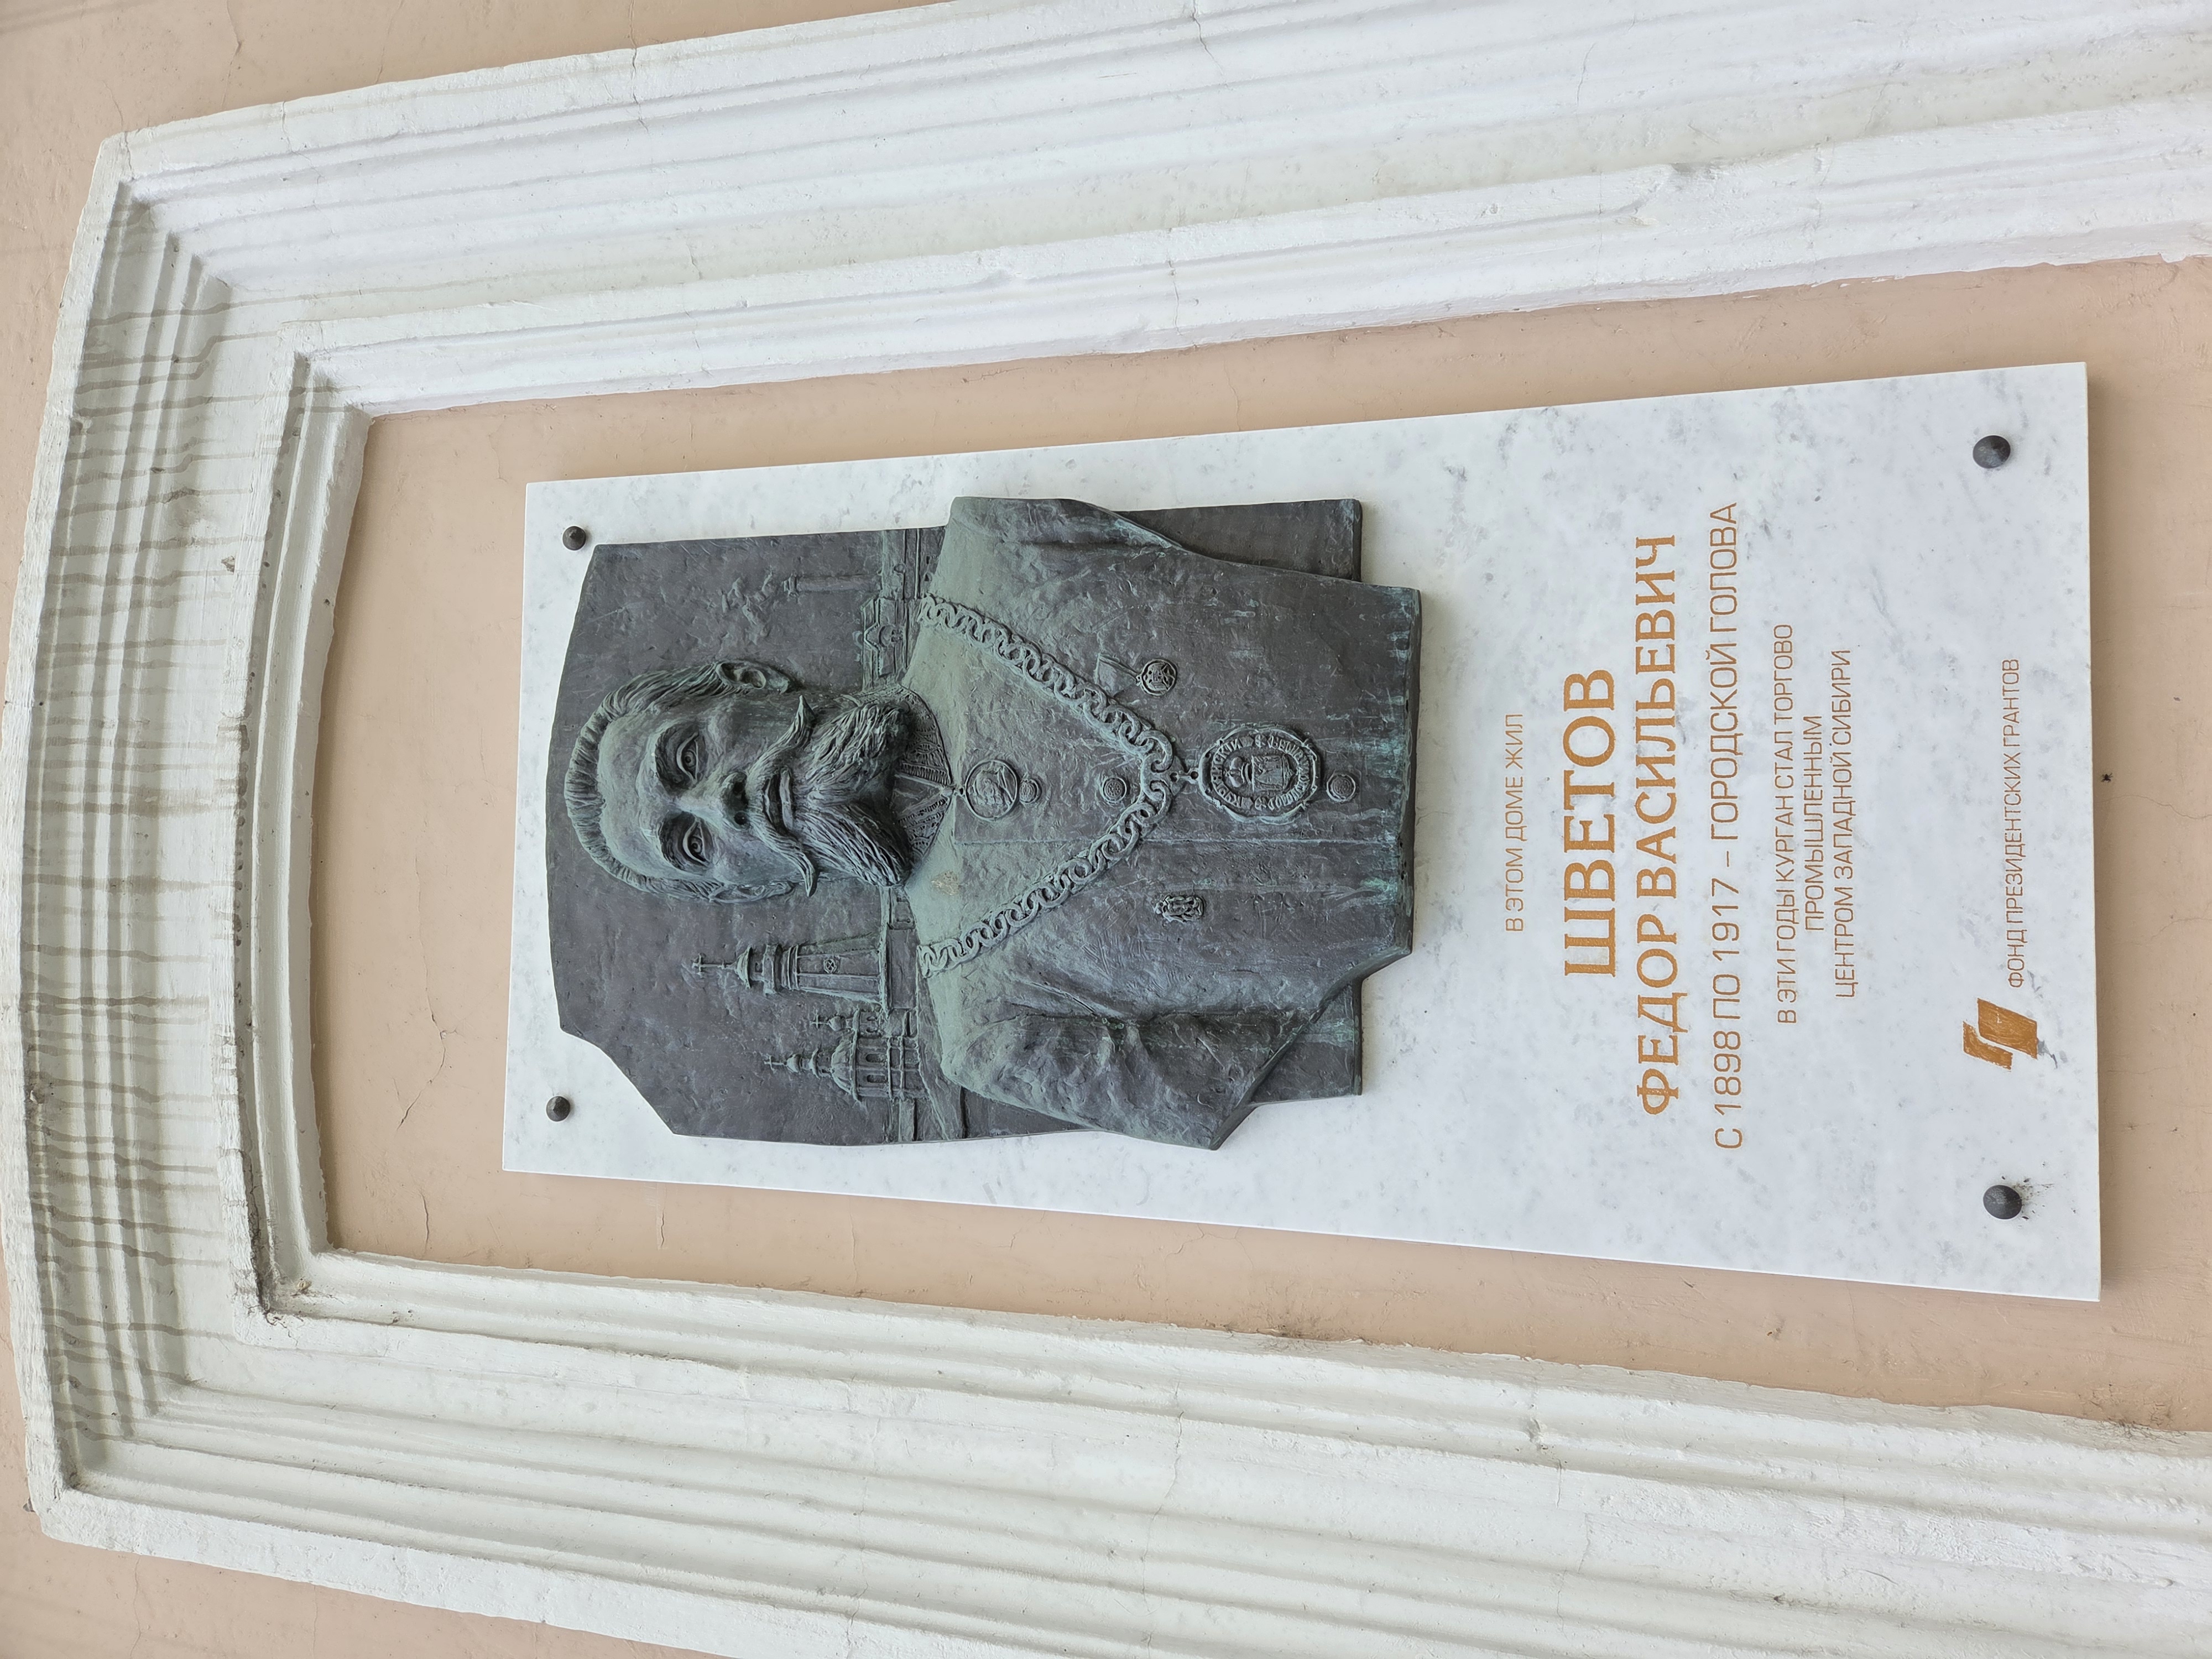 В ЭТОМ ДОМЕ ЖИЛ
ШВЕТОВ
ФЕДОР ВАСИЛЬЕВИЧ
С 1898 ПО 1917 – ГОРОДСКОЙ ГОЛОВА
В ЭТИ ГОДЫ КУРГАН СТАЛ ТОРГОВО
ПРОМЫШЛЕННЫМ
ЦЕНТРОМ ЗАПАДНОЙ СИБИРИ
ФОНД ПРЕЗИДЕНТСКИХ ГРАНТОВ